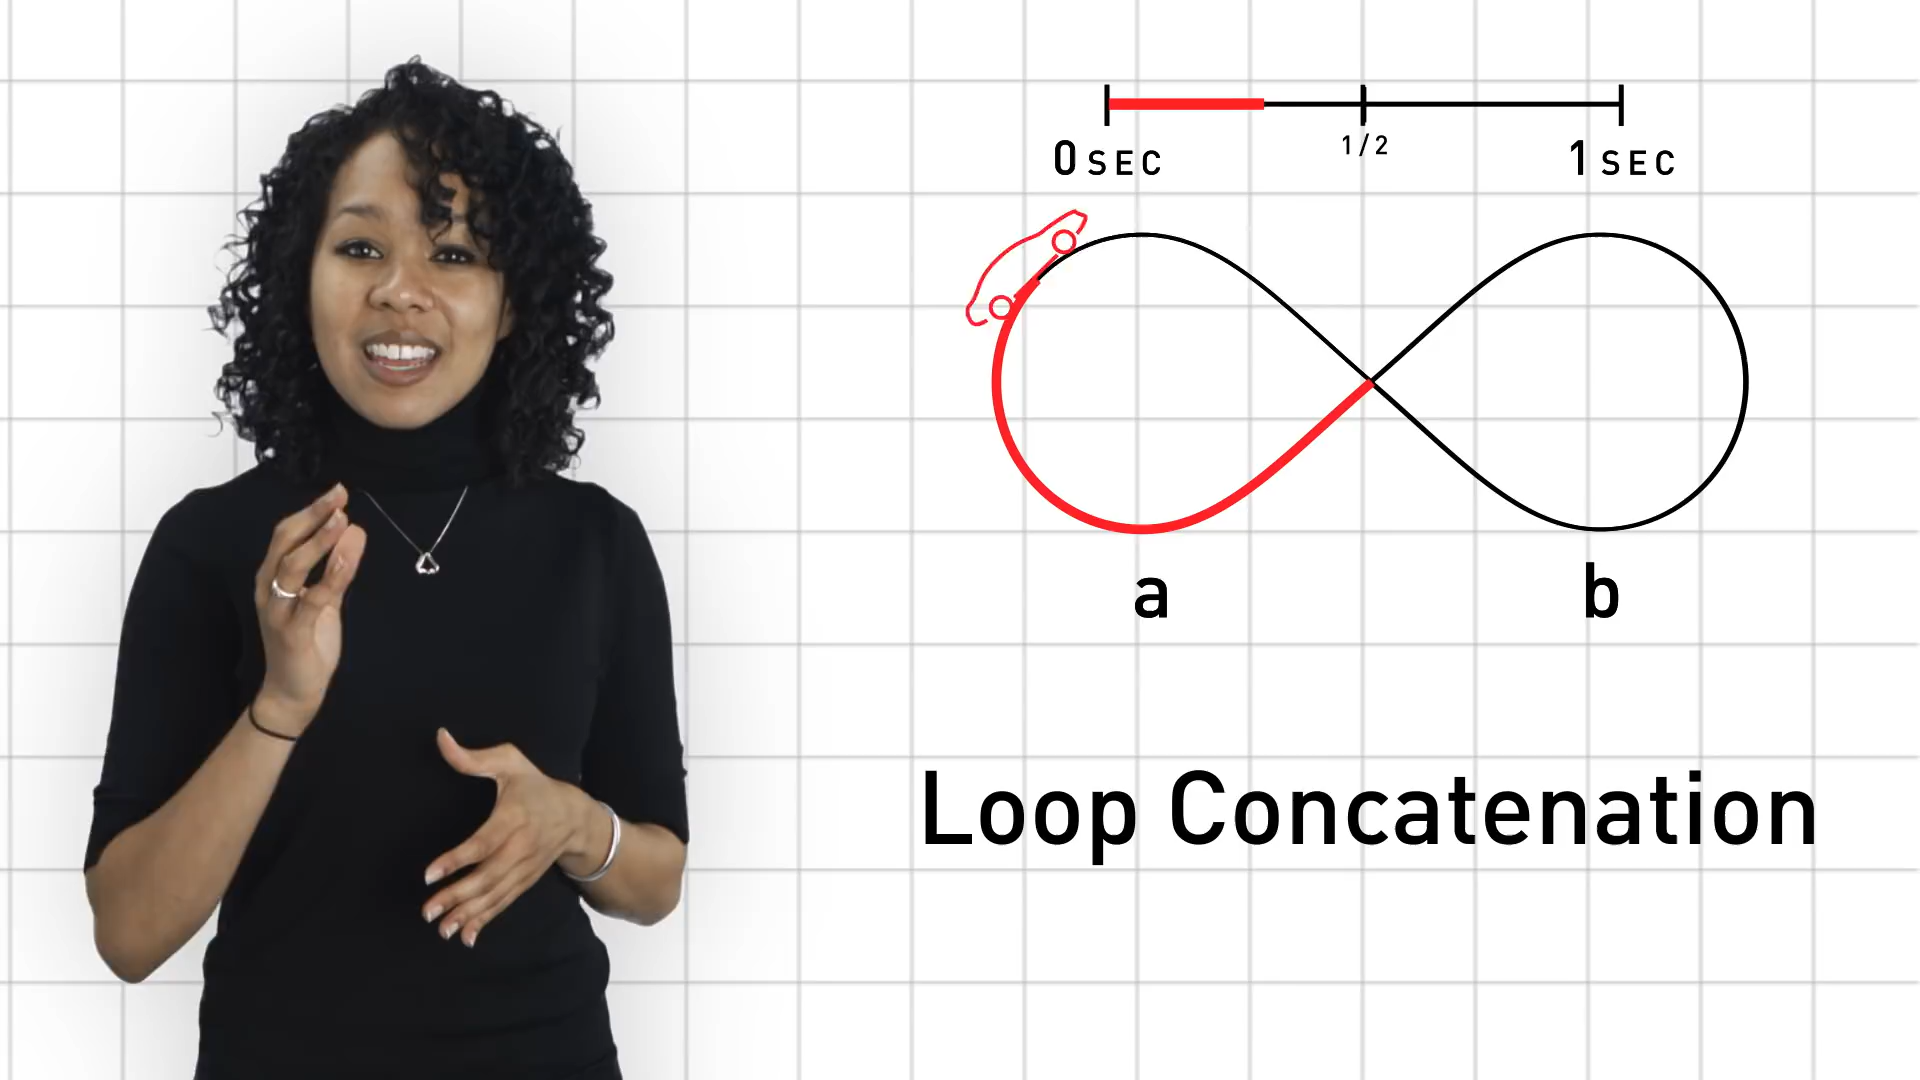 0 SEC
1/2
1 SEC
a
b
Loop Concatenation